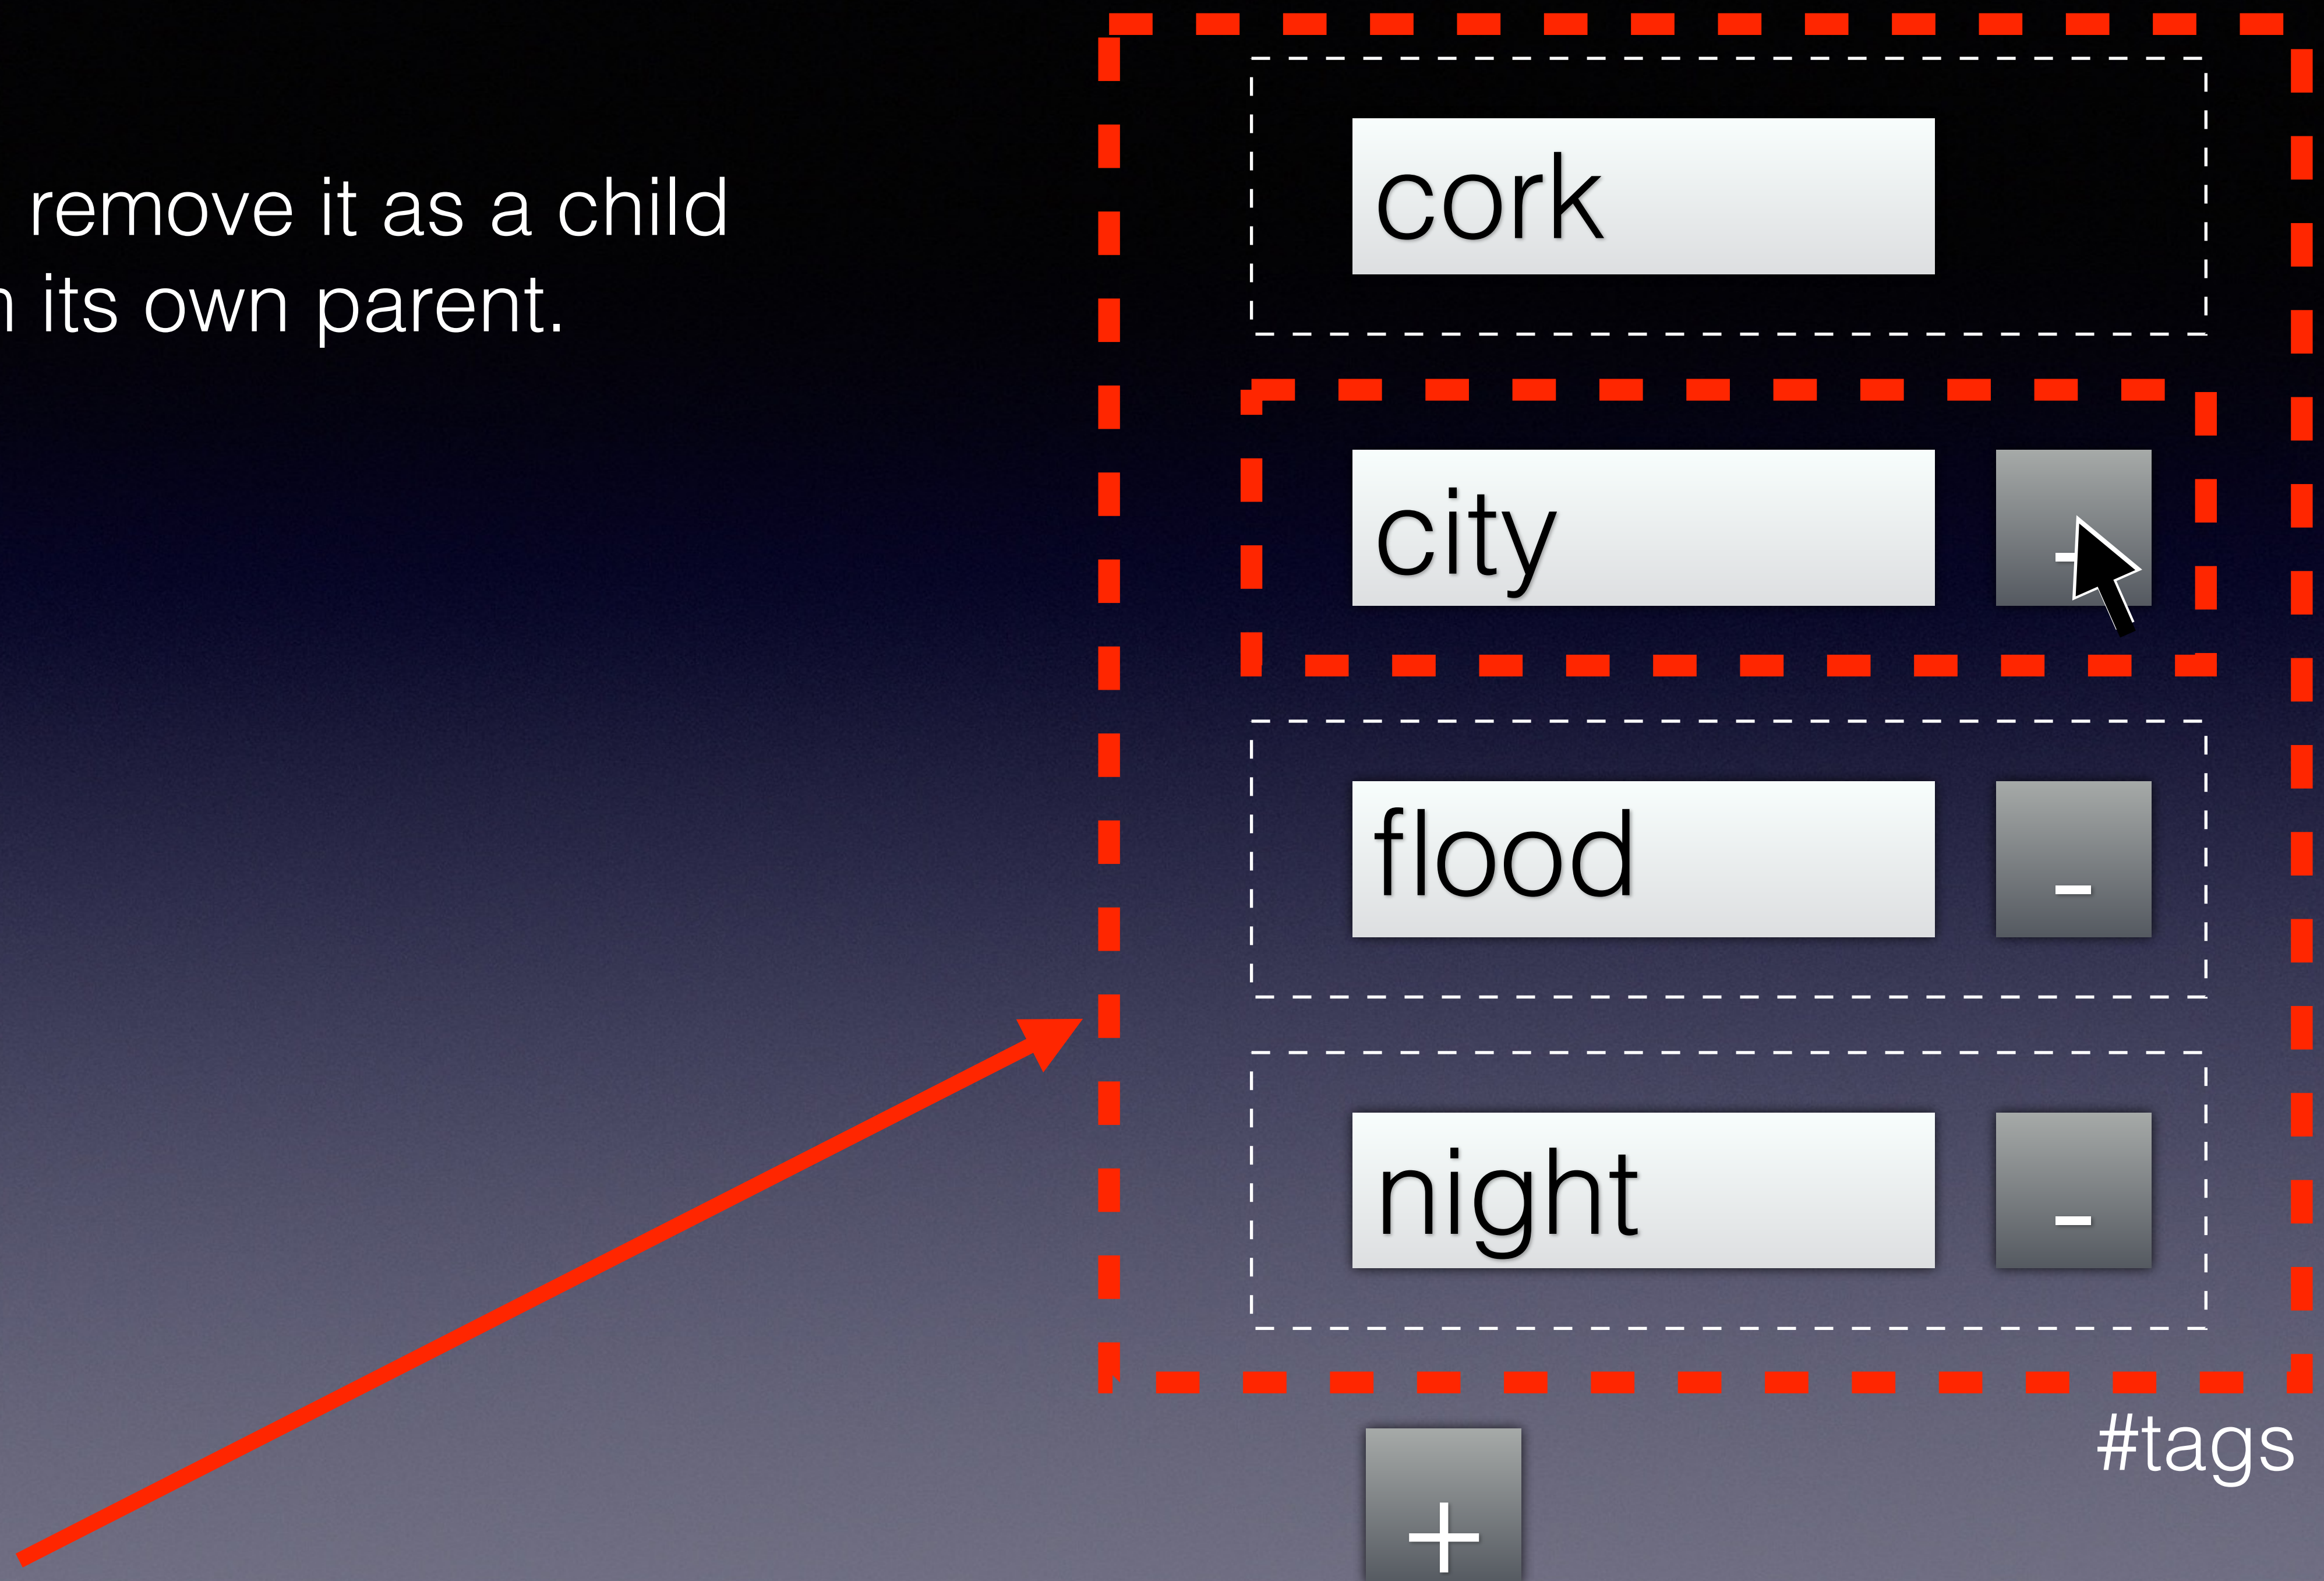 remove it as a child
its own parent.
cork
city
-
flood
-
night
-
#tags
+